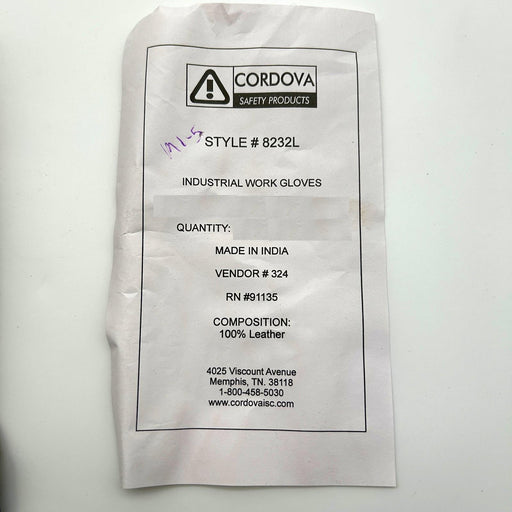 CORDOVA
SAFETY PRODUCTS
STYLE # 8232L
INDUSTRIAL WORK GLOVES
QUANTITY:
MADE IN INDIA
VENDOR # 324
RN #91135
COMPOSITION:
100% Leather
4025 Viscount Avenue
Memphis, TN. 38118
1-800-458-5030
www.cordovaisc.com